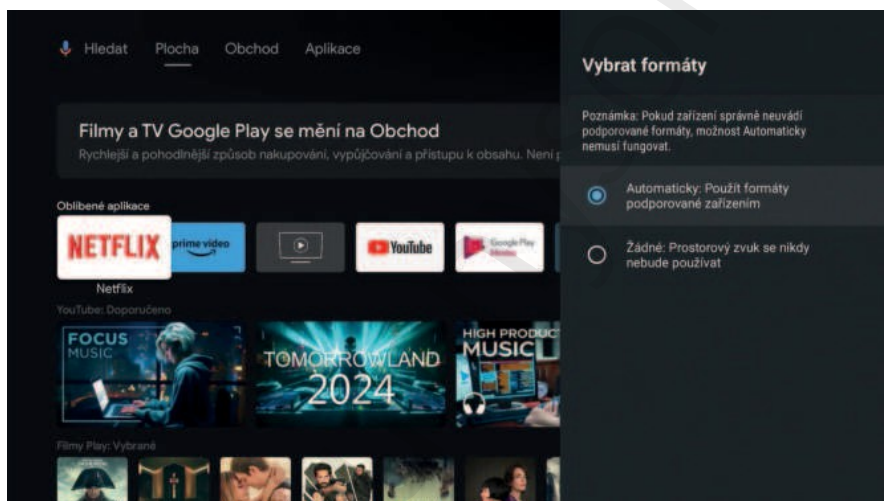 Hledat Plocha Obchod Aplikace
Filmy a TV Google Play se mění na Obchod
Rychlejší a pohodlnější způsob nakupování, vypůjčování a přístupu k obsahu. Není
Oblíbené aplikace
NETFLIX
prime video
YouTube
Google Play
Netflix
YouTube: Doporučeno
FOCUS
MUSIC
TOMORROWLAND
2024
HIGH PRODUC
MUSIC
Filmy Play: Vybrané
Vybrat formáty
Poznámka: Pokud zařízení správně neuvádí
podporované formáty, možnost Automaticky
nemusí fungovat.
Automaticky: Použít formáty
podporované zařízením
Žádné: Prostorový zvuk se nikdy
nebude používat